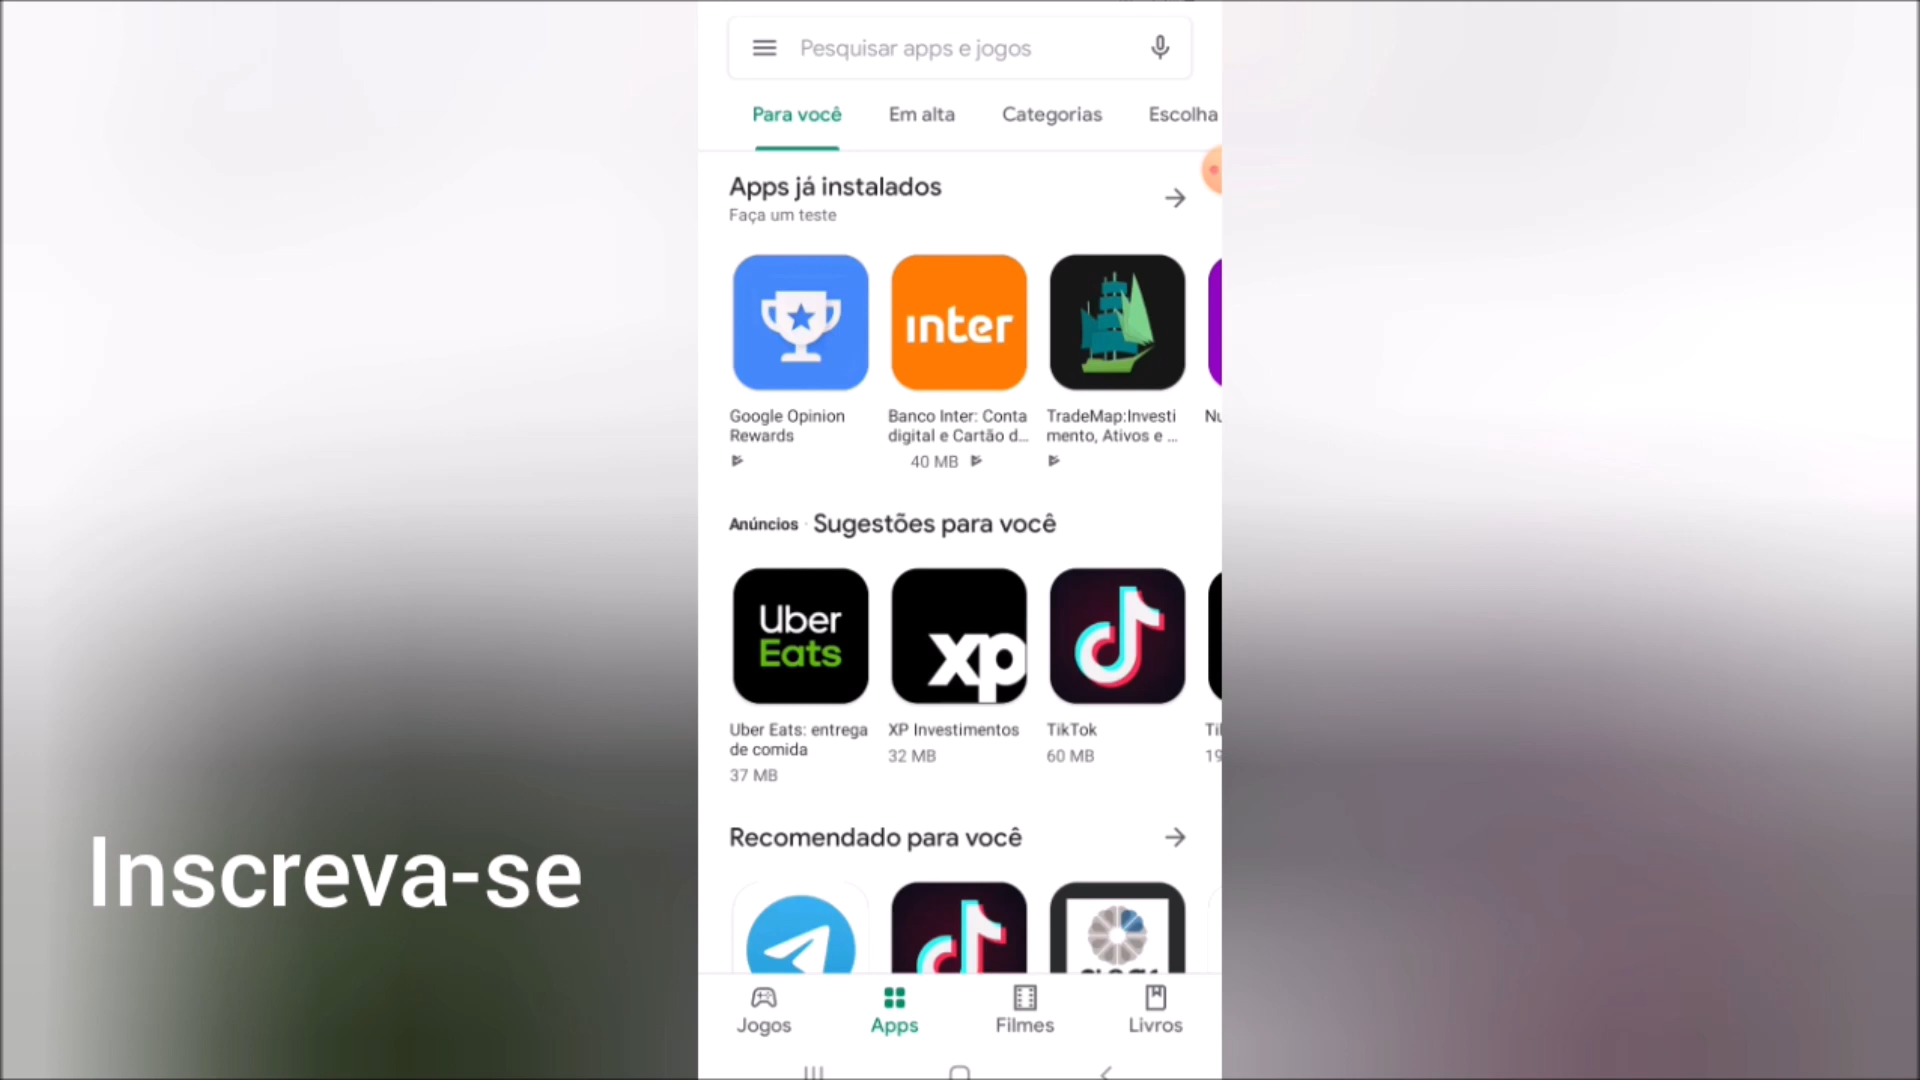 Pesquisar apps e jogos
Para você Em alta Categorias Escolha
Apps já instalados
Faça um teste
inter
Google Opinion Rewards
Banco Inter: Conta digital e Cartão d...
40 MB
TradeMap:Investi mento, Ativos e ...
Nu
Anúncios · Sugestões para você
Uber
Eats
xp
Uber Eats: entrega de comida
37 MB
XP Investimentos
32 MB
TikTok
60 MB
19
Recomendado para você
Inscreva-se
Jogos Apps Filmes Livros